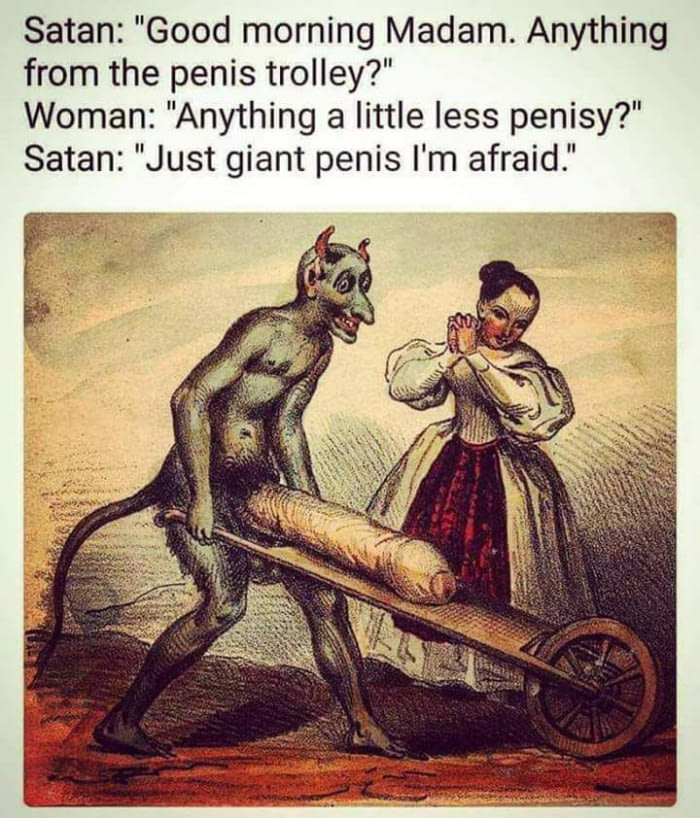 Satan: "Good morning Madam. Anything
from the penis trolley?"
Woman: "Anything a little less penisy?"
Satan: "Just giant penis I'm afraid."